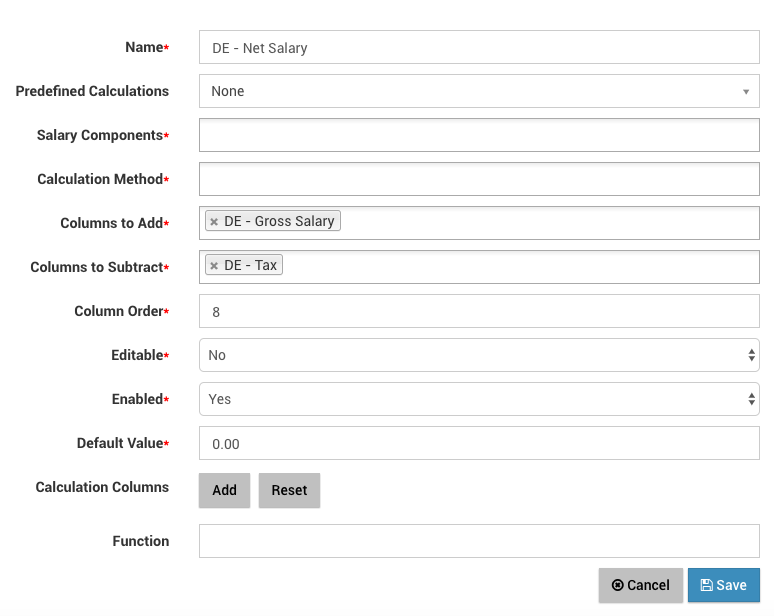 Name* DE - Net Salary
Predefined Calculations None
Salary Components*
Calculation Method*
Columns to Add* × DE - Gross Salary
Columns to Subtract* × DE - Tax
Column Order* 8
Editable* No
Enabled* Yes
Default Value* 0.00
Calculation Columns Add Reset
Function
Cancel Save